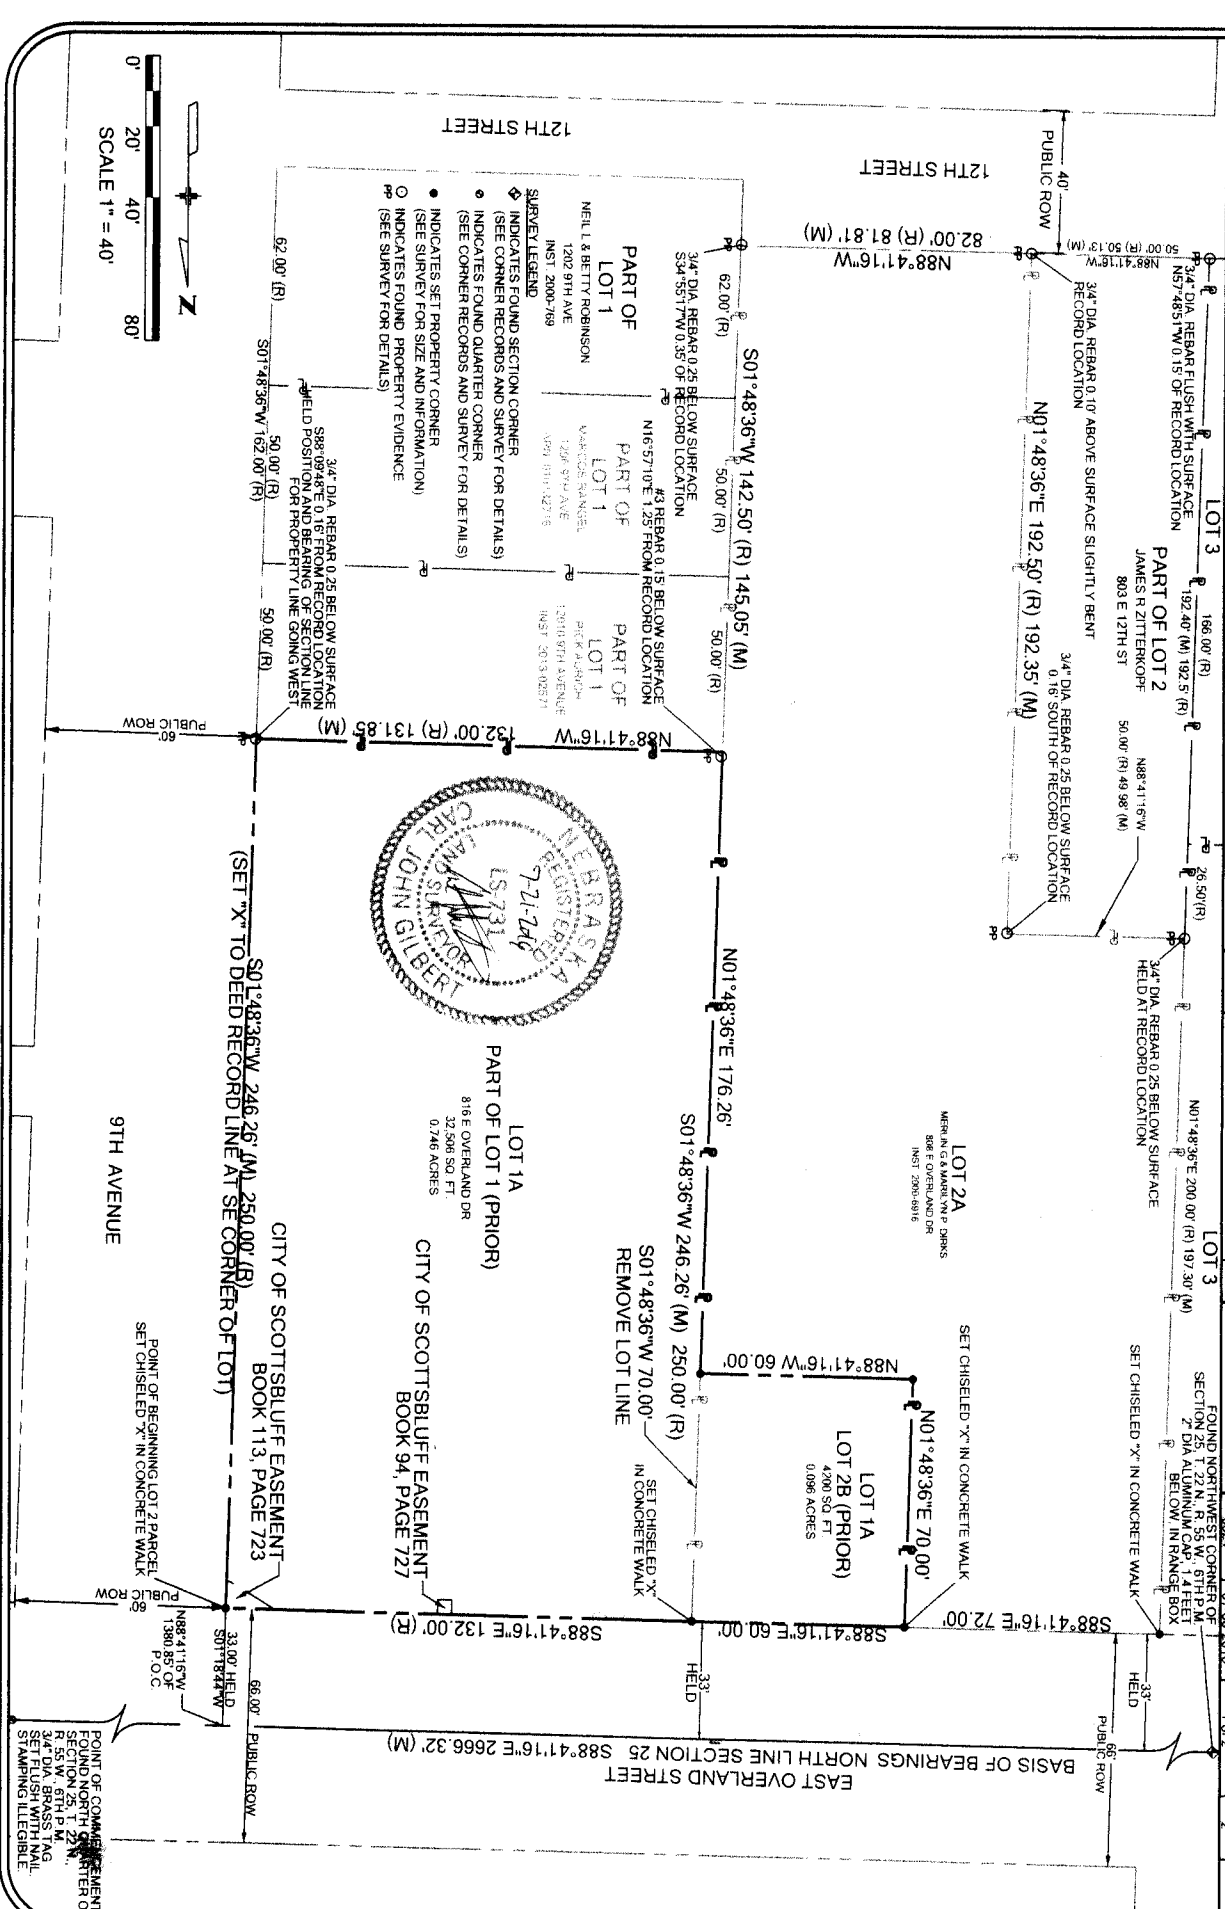 0'
20'
40'
80'
SCALE 1" = 40'
Z
12TH STREET
12TH STREET
40'
PUBLIC ROW
N88°41'16"W
82.00' (R) 81.81' (M)
N88°41'16"W
50.00' (R) 50.13' (M)
3/4" DIA. REBAR FLUSH WITH SURFACE
N57°48'51"W 0.15' OF RECORD LOCATION
LOT 3
166.00' (R)
192.40' (M) 192.5' (R)
26.50'(R)
PART OF LOT 2
JAMES R ZITTERKOPF
803 E 12TH ST
N88°41'16"W
50.00' (R) 49.98' (M)
3/4" DIA. REBAR 0.10' ABOVE SURFACE SLIGHTLY BENT
RECORD LOCATION
N01°48'36"E 192.50' (R) 192.35' (M)
3/4" DIA. REBAR 0.25 BELOW SURFACE
0.16' SOUTH OF RECORD LOCATION
3/4" DIA. REBAR 0.25 BELOW SURFACE
HELD AT RECORD LOCATION
N01°48'36"E 200.00' (R) 197.30' (M)
LOT 3
FOUND NORTHWEST CORNER OF
SECTION 25, T. 22 N., R. 55 W., 6TH P.M.
2" DIA ALUMINUM CAP, 1.4 FEET
BELOW, IN RANGE BOX
SET CHISELED "X" IN CONCRETE WALK
S01°48'36"W 142.50' (R) 145.05' (M)
62.00' (R)
50.00' (R)
50.00' (R)
3/4" DIA. REBAR 0.25 BELOW SURFACE
S34°55'17"W 0.35' OF RECORD LOCATION
#3 REBAR 0.15' BELOW SURFACE
N16°57'10"E 1.25' FROM RECORD LOCATION
PART OF
LOT 1
NEIL L & BETTY ROBINSON
1202 9TH AVE
INST. 2000-769
PART OF
LOT 1
1206 9TH AVE
PART OF
LOT 1
INST. 2013-02571
SURVEY LEGEND
INDICATES FOUND SECTION CORNER
(SEE CORNER RECORDS AND SURVEY FOR DETAILS)
INDICATES FOUND QUARTER CORNER
(SEE CORNER RECORDS AND SURVEY FOR DETAILS)
INDICATES SET PROPERTY CORNER
(SEE SURVEY FOR SIZE AND INFORMATION)
INDICATES FOUND PROPERTY EVIDENCE
(SEE SURVEY FOR DETAILS)
62.00' (R)
50.00' (R)
50.00' (R)
S01°48'36"W 162.00' (R)
3/4" DIA. REBAR 0.25 BELOW SURFACE
S88°09'48"E 0.16' FROM RECORD LOCATION
HELD POSITION AND BEARING OF SECTION LINE
FOR PROPERTY LINE GOING WEST
60'
PUBLIC ROW
N88°41'16"W
132.00' (R) 131.85' (M)
NEBRASKA
REGISTERED
7-21-2016
LS-731
LAND SURVEYOR
CARL JOHN GILBERT
N01°48'36"E 176.26'
S01°48'36"W 246.26' (M) 250.00' (R)
S01°48'36"W 70.00'
REMOVE LOT LINE
LOT 2A
MERLIN G & MARILYN P DIRKS
808 E OVERLAND DR
INST. 2006-6916
LOT 1A
PART OF LOT 1 (PRIOR)
816 E OVERLAND DR
32,506 SQ. FT.
0.746 ACRES
S01°48'36"W 246.26' (M) 250.00' (R)
(SET "X" TO DEED RECORD LINE AT SE CORNER OF LOT)
9TH AVENUE
CITY OF SCOTTSBLUFF EASEMENT
BOOK 113, PAGE 723
CITY OF SCOTTSBLUFF EASEMENT
BOOK 94, PAGE 727
N88°41'16"W 60.00'
N01°48'36"E 70.00'
LOT 1A
LOT 2B (PRIOR)
4200 SQ. FT.
0.096 ACRES
SET CHISELED "X" IN CONCRETE WALK
SET CHISELED "X"
IN CONCRETE WALK
POINT OF BEGINNING LOT 2 PARCEL
SET CHISELED "X" IN CONCRETE WALK
60'
PUBLIC ROW
S88°41'16"E 132.00' (R)
S88°41'16"E 60.00'
S88°41'16"E 72.00'
33'
HELD
33'
HELD
66'
PUBLIC ROW
33.00' HELD
S01°18'44"W
N88°41'16"W
1380.85' OF
P.O.C.
66.00'
PUBLIC ROW
BASIS OF BEARINGS NORTH LINE SECTION 25 S88°41'16"E 2666.32' (M)
EAST OVERLAND STREET
POINT OF COMMENCEMENT
FOUND NORTH QUARTER
SECTION 25, T. 22 N.,
R. 55 W., 6TH P.M.
3/4" DIA. BRASS TAG
SET FLUSH WITH NAIL.
STAMPING ILLEGIBLE.